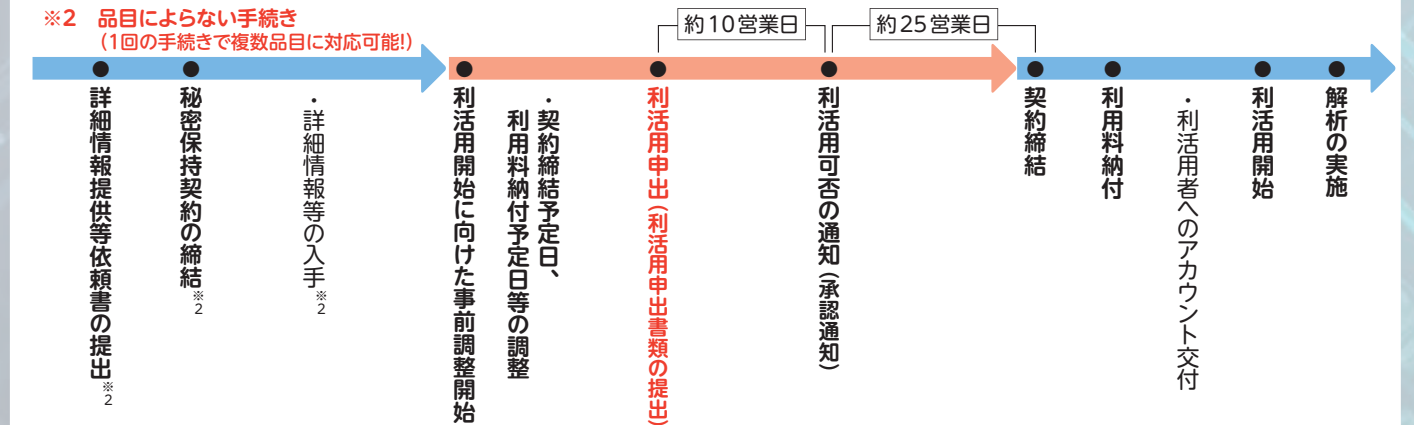 ※2　品目によらない手続き
(1回の手続きで複数品目に対応可能!)
約10営業日
約25営業日
詳細情報提供等依頼書の提出※2
秘密保持契約の締結※2
・詳細情報等の入手※2
利活用開始に向けた事前調整開始
・契約締結予定日、
利用料納付予定日等の調整
利活用申出(利活用申出書類の提出)
利活用可否の通知(承認通知)
契約締結
利用料納付
・利活用者へのアカウント交付
利活用開始
解析の実施